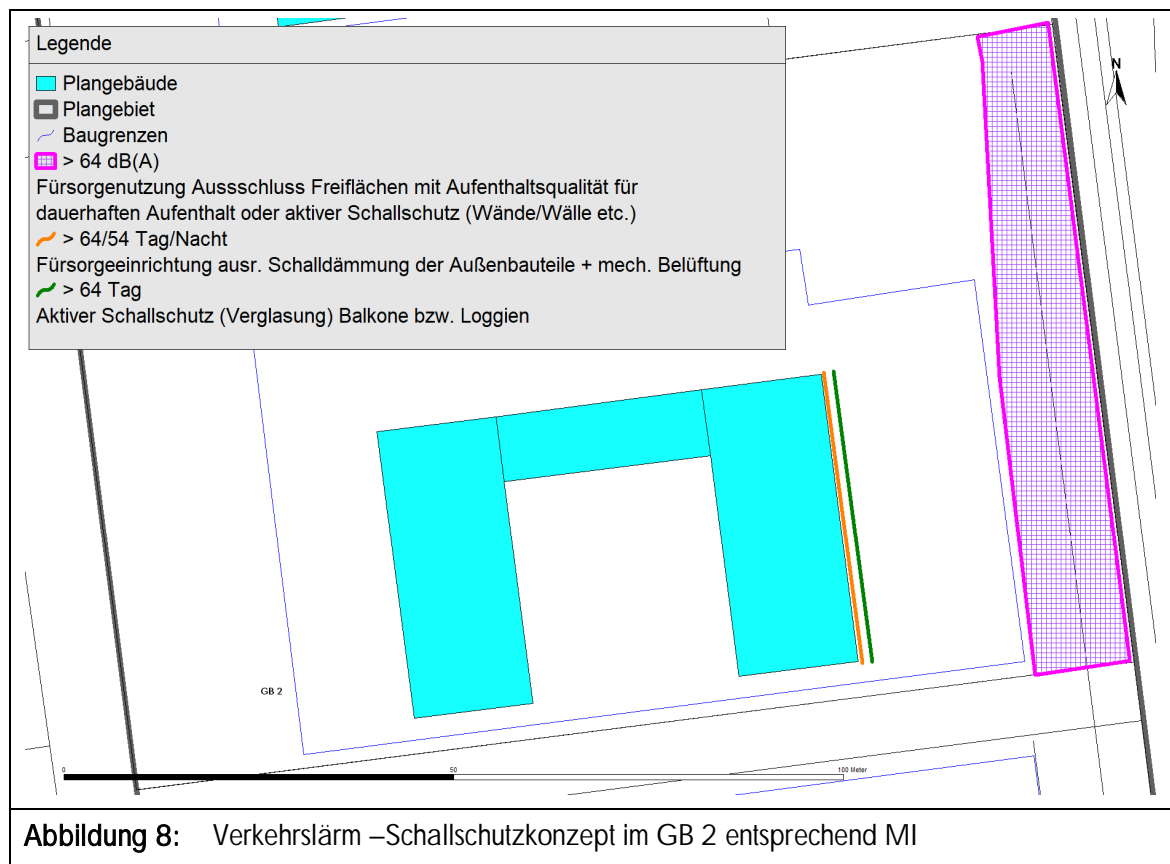 Legende
Plangebäude
Plangebiet
Baugrenzen
> 64 dB(A)
Fürsorgenutzung Aussschluss Freiflächen mit Aufenthaltsqualität für
dauerhaften Aufenthalt oder aktiver Schallschutz (Wände/Wälle etc.)
> 64/54 Tag/Nacht
Fürsorgeeinrichtung ausr. Schalldämmung der Außenbauteile + mech. Belüftung
> 64 Tag
Aktiver Schallschutz (Verglasung) Balkone bzw. Loggien
N
GB 2
0 50 100 Meter
Abbildung 8: Verkehrslärm –Schallschutzkonzept im GB 2 entsprechend MI